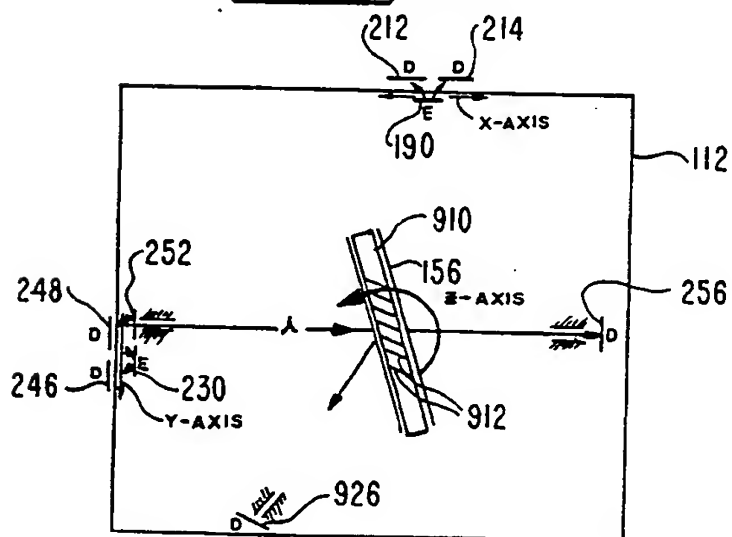 212 214
D D
E
190 X-AXIS
112
910
252 156
248 Z-AXIS 256
D λ D
E
D
246 230
Y-AXIS 912
926
D